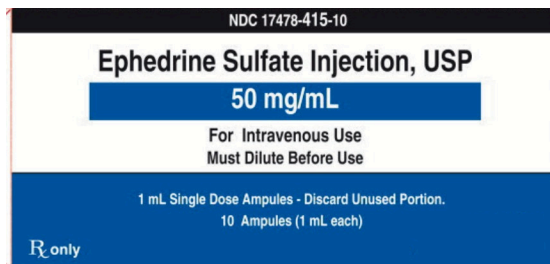 NDC 17478-415-10
Ephedrine Sulfate Injection, USP
50 mg/mL
For Intravenous Use
Must Dilute Before Use
1 mL Single Dose Ampules - Discard Unused Portion.
10 Ampules (1 mL each)
℞ only